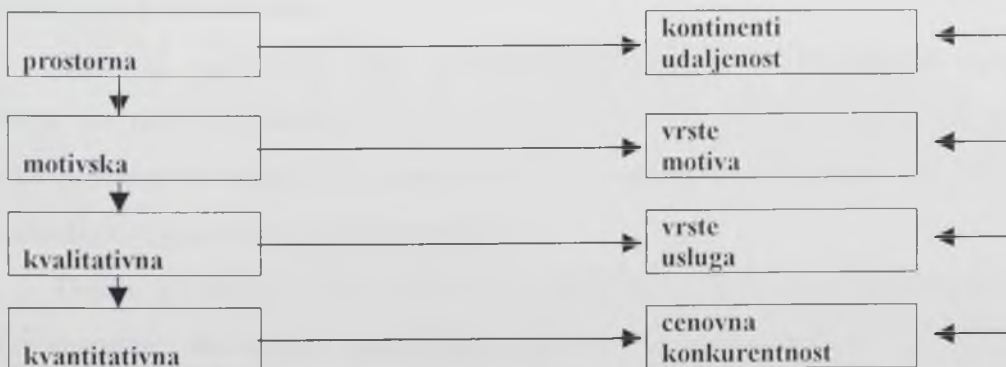 prostorna
kontinenti
udaljenost
motivska
vrste
motiva
kvalitativna
vrste
usluga
kvantitativna
cenovna
konkurentnost